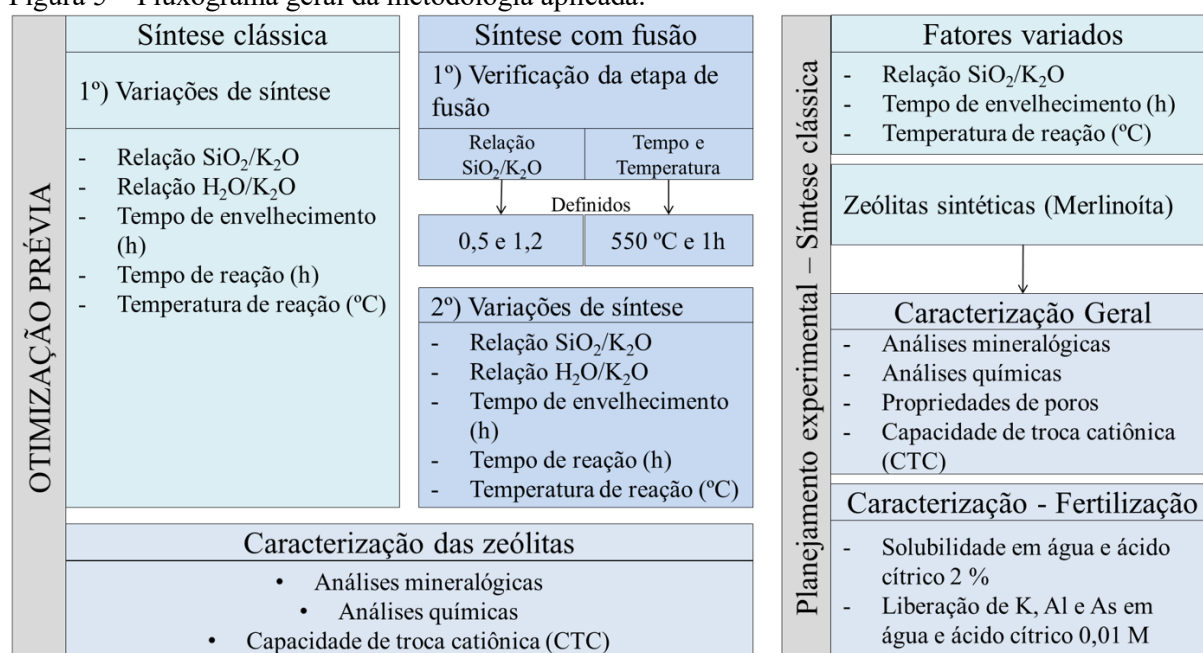 Figura 5 – Fluxograma geral da metodologia aplicada.
OTIMIZAÇÃO PRÉVIA
Síntese clássica
1º) Variações de síntese
- Relação SiO₂/K₂O
- Relação H₂O/K₂O
- Tempo de envelhecimento
(h)
- Tempo de reação (h)
- Temperatura de reação (ºC)
Síntese com fusão
1º) Verificação da etapa de
fusão
Relação
SiO₂/K₂O
Tempo e
Temperatura
Definidos
0,5 e 1,2
550 ºC e 1h
2º) Variações de síntese
- Relação SiO₂/K₂O
- Relação H₂O/K₂O
- Tempo de envelhecimento
(h)
- Tempo de reação (h)
- Temperatura de reação (ºC)
Caracterização das zeólitas
• Análises mineralógicas
• Análises químicas
• Capacidade de troca catiônica (CTC)
Planejamento experimental – Síntese clássica
Fatores variados
- Relação SiO₂/K₂O
- Tempo de envelhecimento (h)
- Temperatura de reação (ºC)
Zeólitas sintéticas (Merlinoíta)
Caracterização Geral
- Análises mineralógicas
- Análises químicas
- Propriedades de poros
- Capacidade de troca catiônica
(CTC)
Caracterização - Fertilização
- Solubilidade em água e ácido
cítrico 2 %
- Liberação de K, Al e As em
água e ácido cítrico 0,01 M